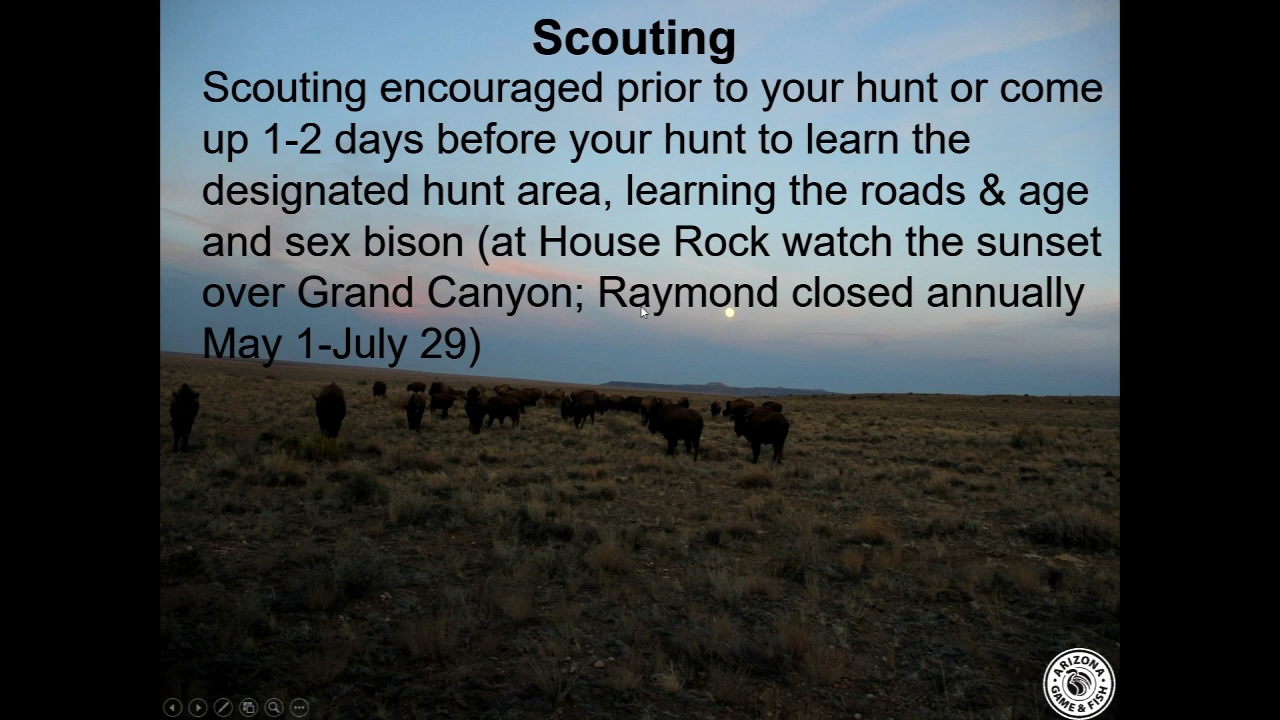 Scouting
Scouting encouraged prior to your hunt or come
up 1-2 days before your hunt to learn the
designated hunt area, learning the roads & age
and sex bison (at House Rock watch the sunset
over Grand Canyon; Raymond closed annually
May 1-July 29)
ARIZONA
GAME & FISH